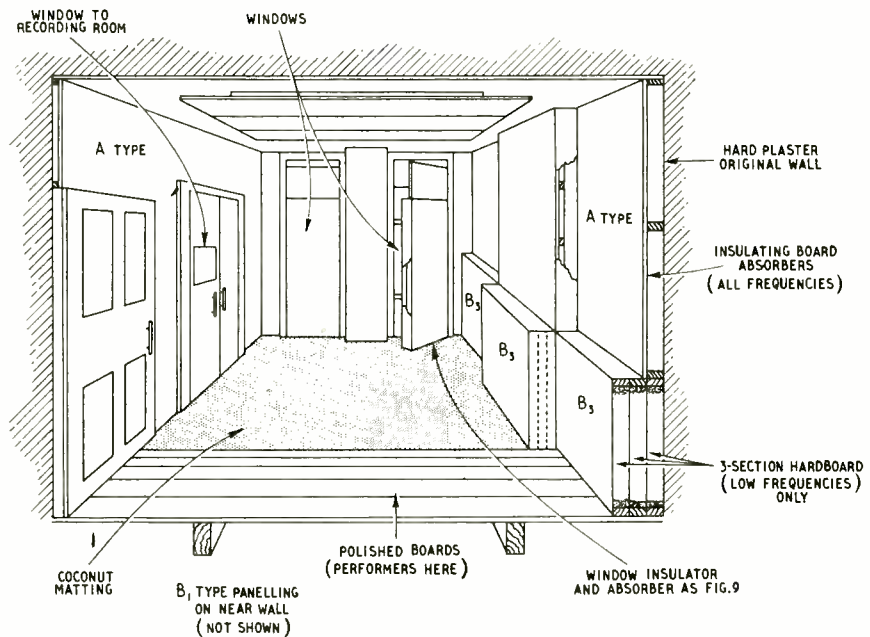 WINDOW TO
RECORDING ROOM
WINDOWS
A TYPE
HARD PLASTER
ORIGINAL WALL
A TYPE
INSULATING BOARD
ABSORBERS
(ALL FREQUENCIES)
B₃
B₃
B₃
3-SECTION HARDBOARD
(LOW FREQUENCIES)
ONLY
COCONUT
MATTING
B₁ TYPE PANELLING
ON NEAR WALL
(NOT SHOWN)
POLISHED BOARDS
(PERFORMERS HERE)
WINDOW INSULATOR
AND ABSORBER AS FIG.9